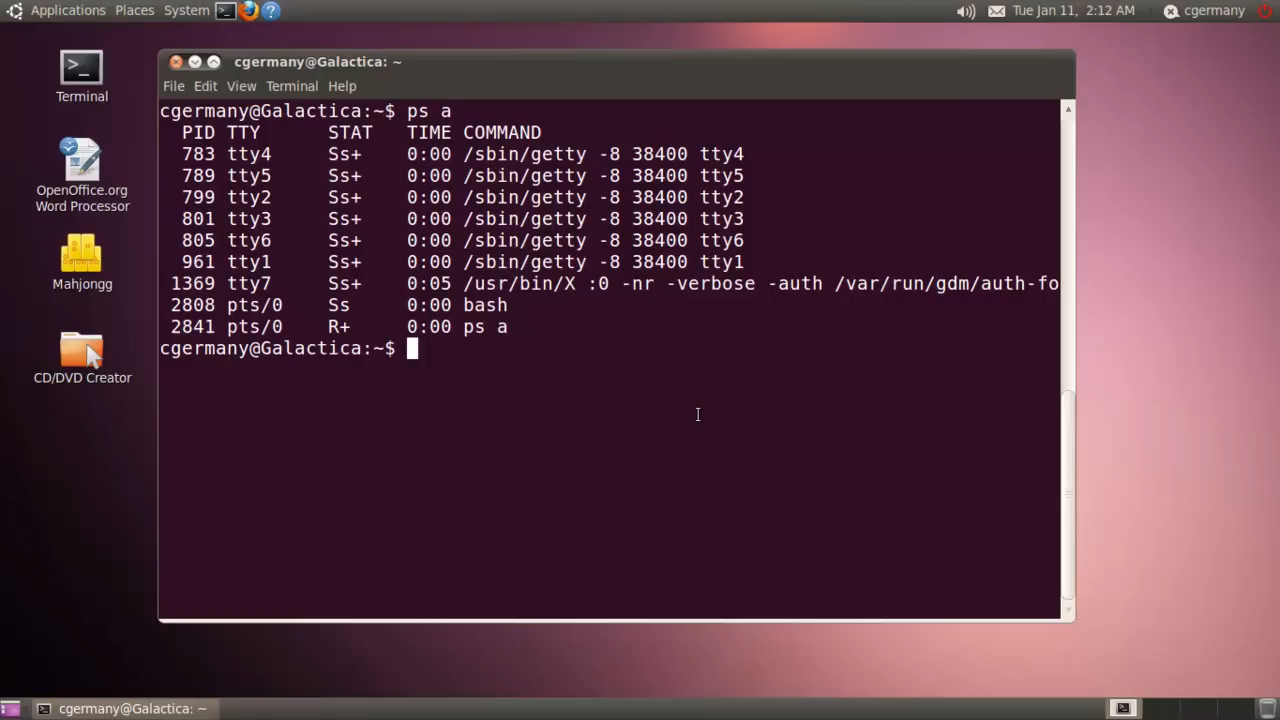 Applications Places System
Tue Jan 11, 2:12 AM cgermany
Terminal
OpenOffice.org
Word Processor
Mahjongg
CD/DVD Creator
cgermany@Galactica: ~
File Edit View Terminal Help
cgermany@Galactica:~$ ps a
PID TTY STAT TIME COMMAND
783 tty4 Ss+ 0:00 /sbin/getty -8 38400 tty4
789 tty5 Ss+ 0:00 /sbin/getty -8 38400 tty5
799 tty2 Ss+ 0:00 /sbin/getty -8 38400 tty2
801 tty3 Ss+ 0:00 /sbin/getty -8 38400 tty3
805 tty6 Ss+ 0:00 /sbin/getty -8 38400 tty6
961 tty1 Ss+ 0:00 /sbin/getty -8 38400 tty1
1369 tty7 Ss+ 0:05 /usr/bin/X :0 -nr -verbose -auth /var/run/gdm/auth-fo
2808 pts/0 Ss 0:00 bash
2841 pts/0 R+ 0:00 ps a
cgermany@Galactica:~$
cgermany@Galactica: ~